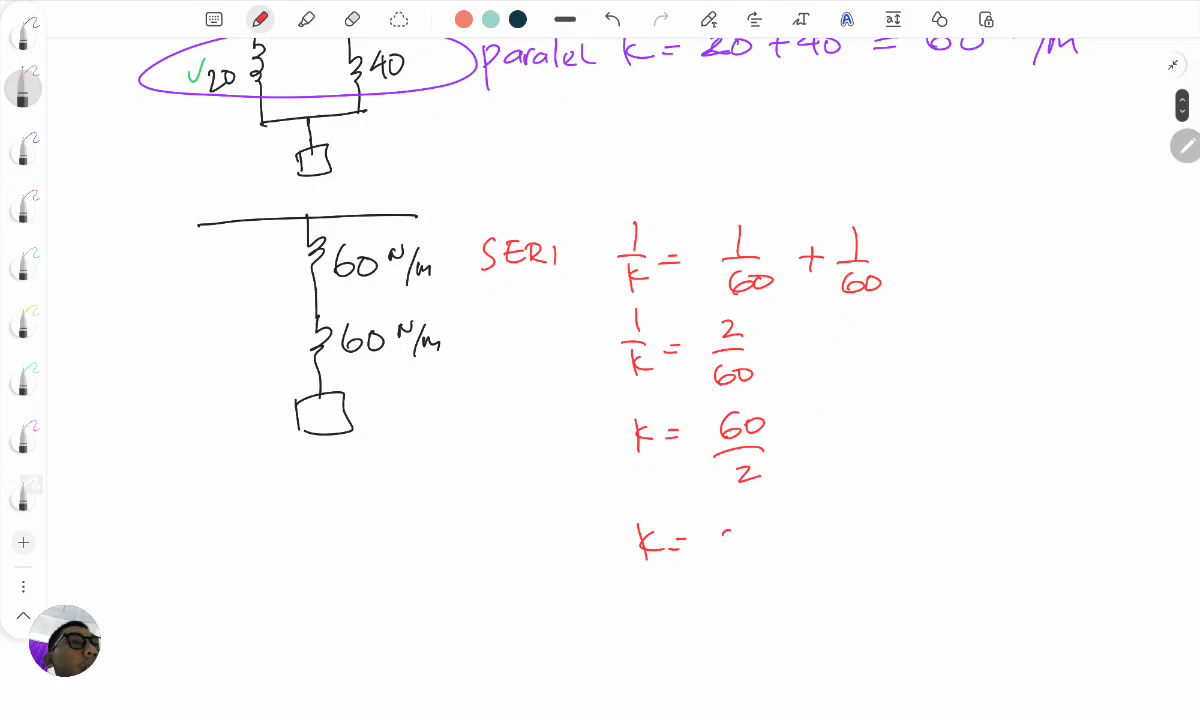 √20
40
paralel k = 20 + 40 = 60 N/m
60 N/m
60 N/m
SERI 1/k = 1/60 + 1/60
1/k = 2/60
k = 60/2
k =